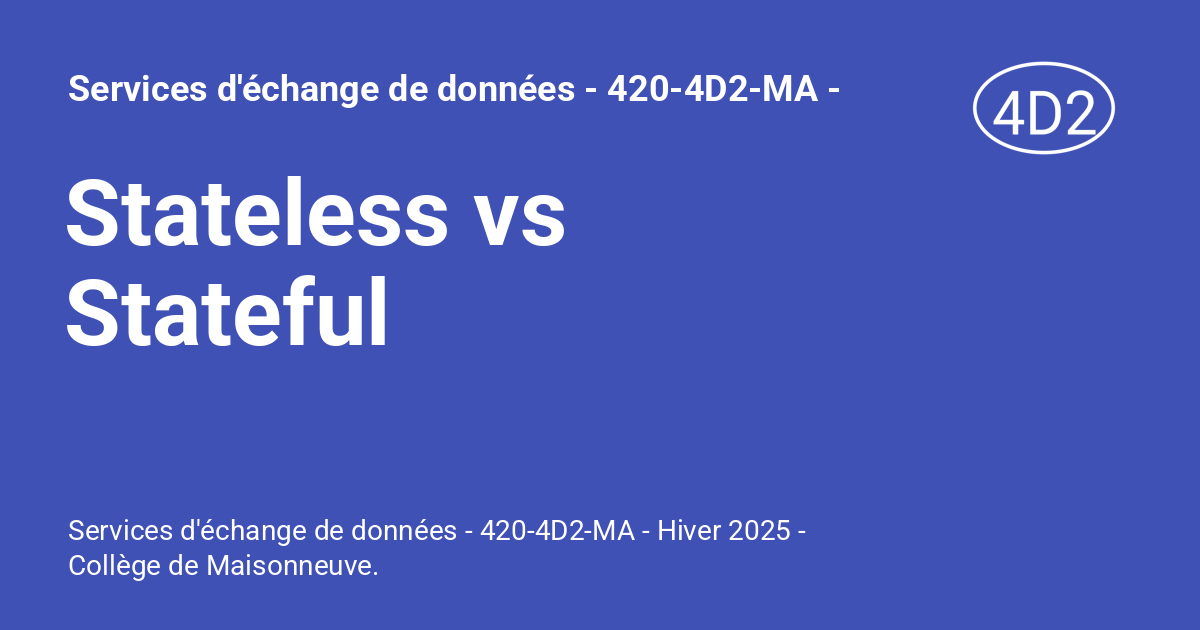 Services d'échange de données - 420-4D2-MA -
4D2
Stateless vs
Stateful
Services d'échange de données - 420-4D2-MA - Hiver 2025 -
Collège de Maisonneuve.